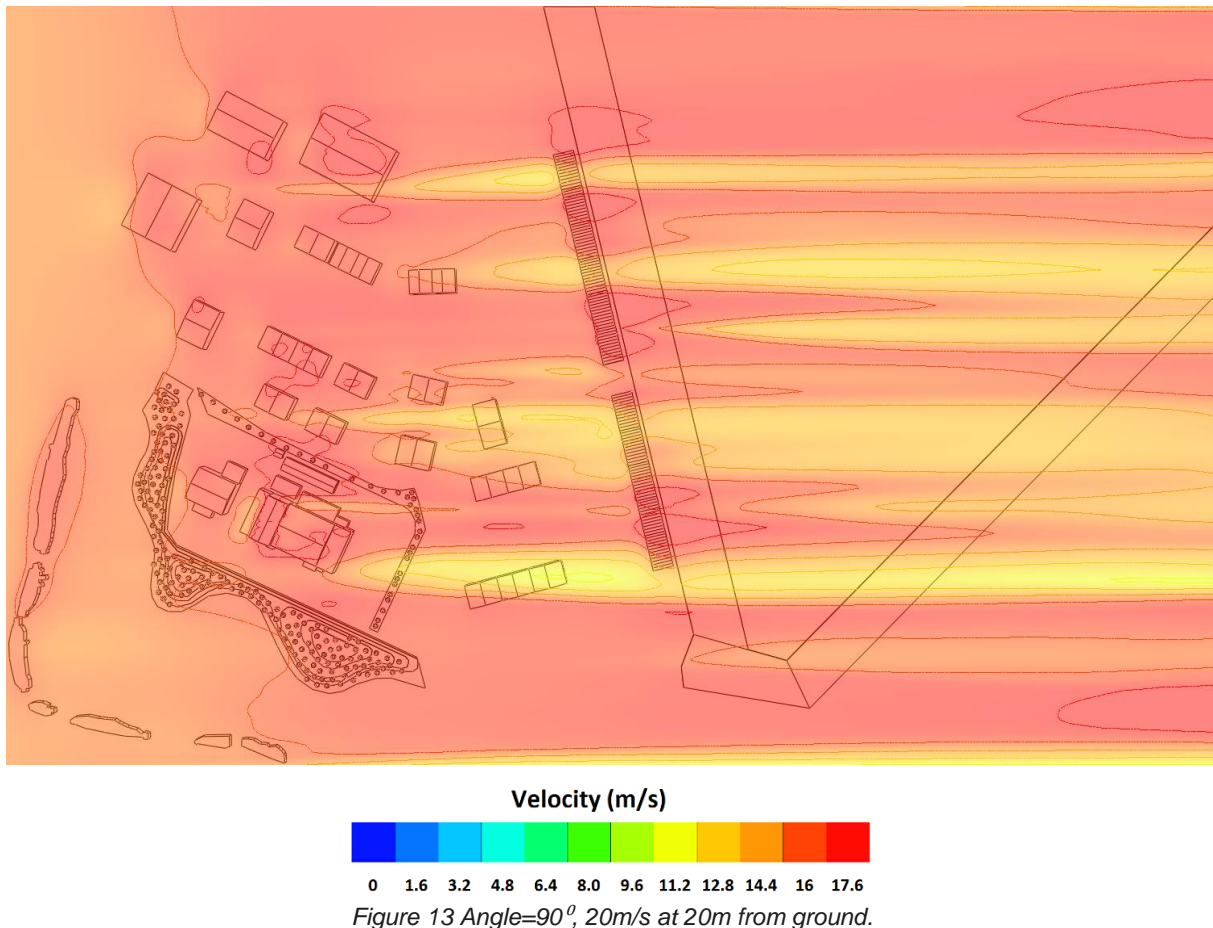 Velocity (m/s)
0 1.6 3.2 4.8 6.4 8.0 9.6 11.2 12.8 14.4 16 17.6
Figure 13 Angle=90⁰, 20m/s at 20m from ground.